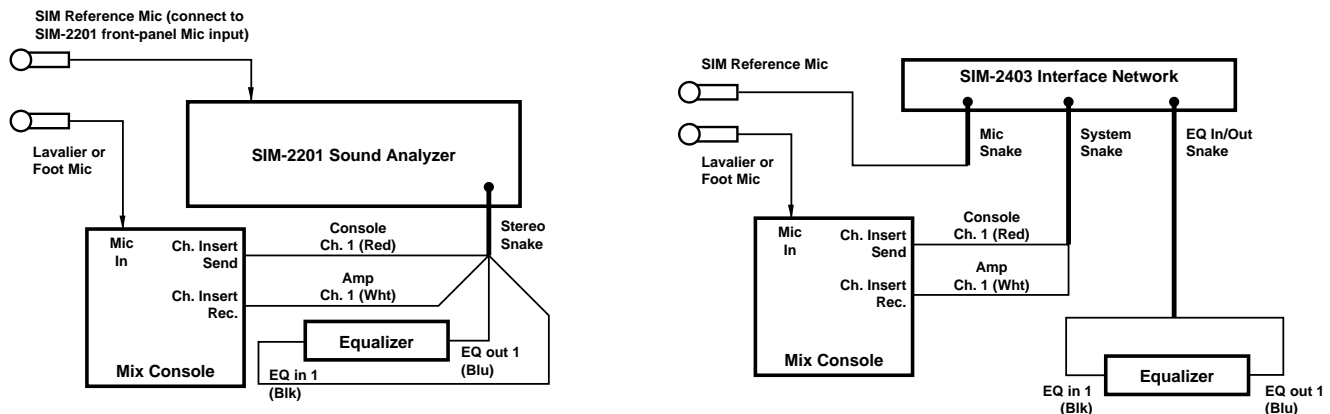 SIM Reference Mic (connect to
SIM-2201 front-panel Mic input)
Lavalier or
Foot Mic
SIM-2201 Sound Analyzer
Stereo
Snake
Console
Ch. 1 (Red)
Amp
Ch. 1 (Wht)
Mic
In
Ch. Insert
Send
Ch. Insert
Rec.
Mix Console
Equalizer
EQ in 1
(Blk)
EQ out 1
(Blu)
SIM Reference Mic
Lavalier or
Foot Mic
SIM-2403 Interface Network
Mic
Snake
System
Snake
EQ In/Out
Snake
Console
Ch. 1 (Red)
Amp
Ch. 1 (Wht)
Mic
In
Ch. Insert
Send
Ch. Insert
Rec.
Mix Console
Equalizer
EQ in 1
(Blk)
EQ out 1
(Blu)